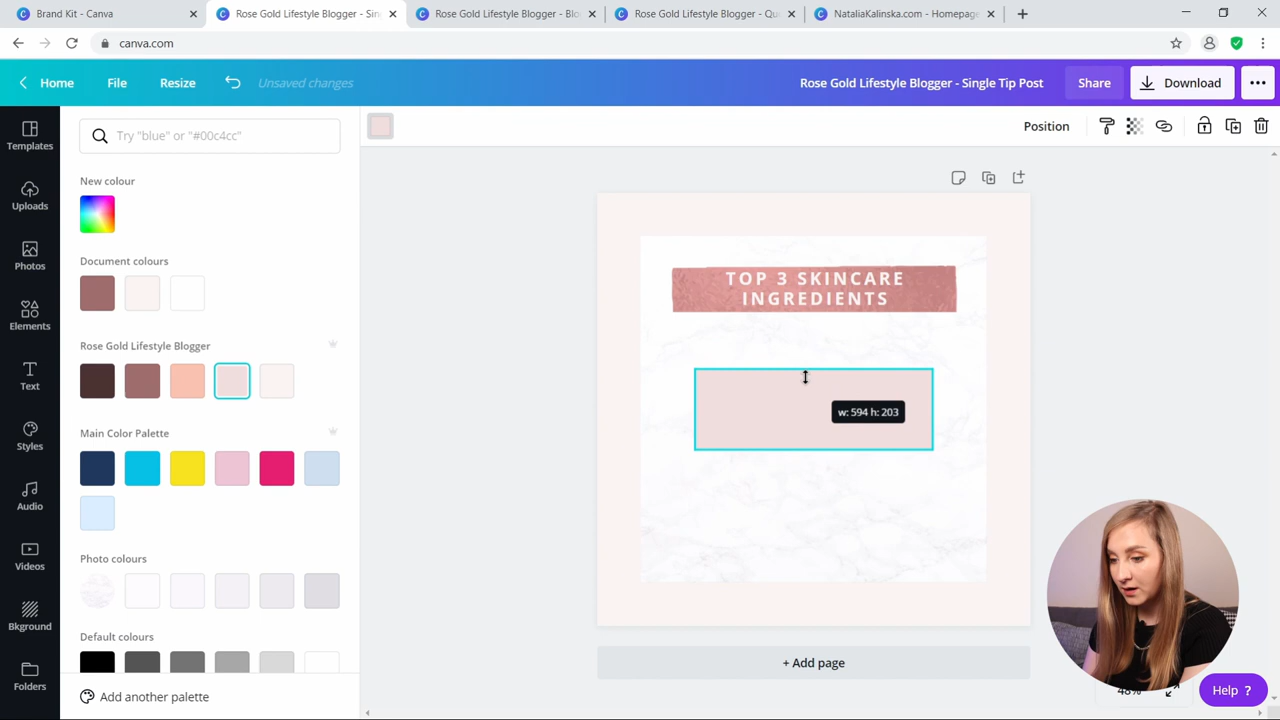 Brand Kit - Canva
Rose Gold Lifestyle Blogger - Sin
Rose Gold Lifestyle Blogger - Blo
Rose Gold Lifestyle Blogger - Qu
NataliaKalinska.com - Homepage
canva.com
Home
File
Resize
Unsaved changes
Rose Gold Lifestyle Blogger - Single Tip Post
Share
Download
Templates
Uploads
Photos
Elements
Text
Styles
Audio
Videos
Bkground
Folders
Try "blue" or "#00c4cc"
New colour
Document colours
Rose Gold Lifestyle Blogger
Main Color Palette
Photo colours
Default colours
Add another palette
Position
TOP 3 SKINCARE
INGREDIENTS
w: 594 h: 203
+ Add page
48%
Help ?